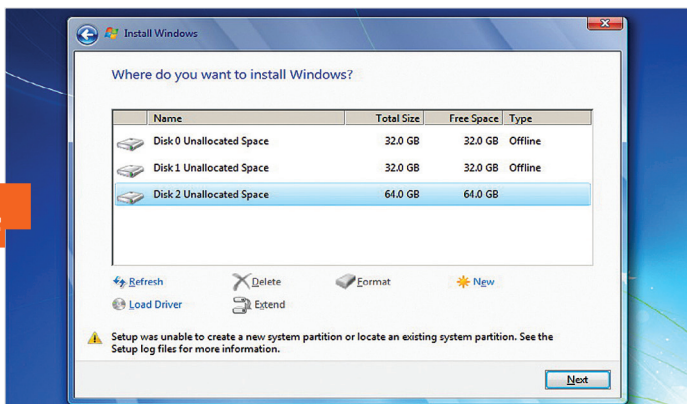 Install Windows
Where do you want to install Windows?
Name Total Size Free Space Type
Disk 0 Unallocated Space 32.0 GB 32.0 GB Offline
Disk 1 Unallocated Space 32.0 GB 32.0 GB Offline
Disk 2 Unallocated Space 64.0 GB 64.0 GB
Refresh Delete Format New
Load Driver Extend
Setup was unable to create a new system partition or locate an existing system partition. See the
Setup log files for more information.
Next